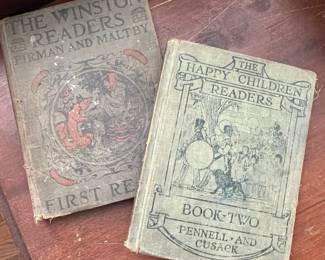 THE WINSTON
READERS
FIRMAN AND MALTBY
FIRST RE
THE
HAPPY CHILDREN
READERS
BOOK TWO
PENNELL AND
CUSACK